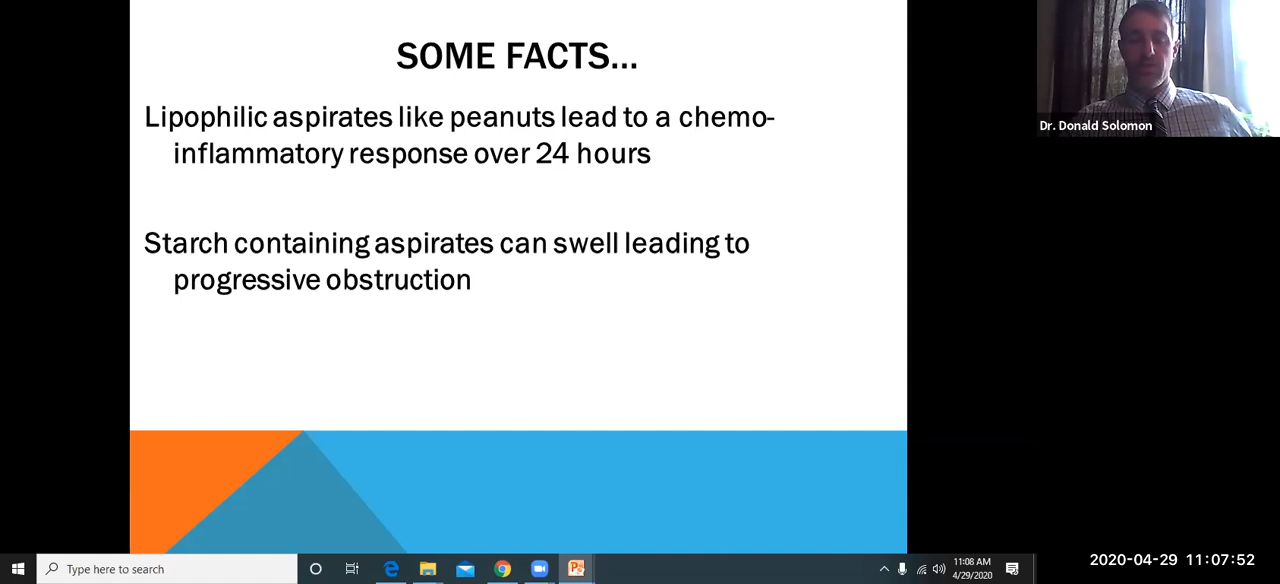 SOME FACTS...
Lipophilic aspirates like peanuts lead to a chemo-
inflammatory response over 24 hours
Starch containing aspirates can swell leading to
progressive obstruction
Dr. Donald Solomon
Type here to search
11:08 AM
4/29/2020
2020-04-29 11:07:52